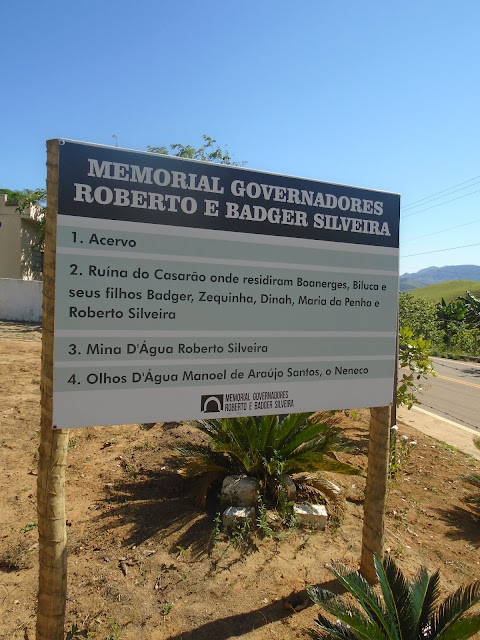 MEMORIAL GOVERNADORES
ROBERTO E BADGER SILVEIRA
1. Acervo
2. Ruína do Casarão onde residiram Boanerges, Biluca e
seus filhos Badger, Zequinha, Dinah, Maria da Penha e
Roberto Silveira
3. Mina D'Água Roberto Silveira
4. Olhos D'Água Manoel de Araújo Santos, o Neneco
MEMORIAL GOVERNADORES
ROBERTO E BADGER SILVEIRA